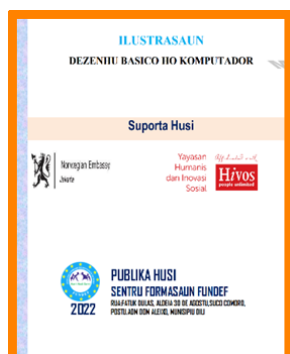 ILUSTRASAUN
DEZENHU BASICO HO KOMPUTADOR
Suporta Husi
Norwegian Embassy
Jakarta
Yayasan
Humanis
dan Inovasi
Sosial
Hivos
people unlimited
PUBLIKA HUSI
SENTRU FORMASAUN FUNDEF
2022
RUA.FATUK BULAS, ALDEIA 30 DE AGOSTU,SUCO COMORO,
POSTU.ADM DOM ALEIXO, MUNISIPIU DILI